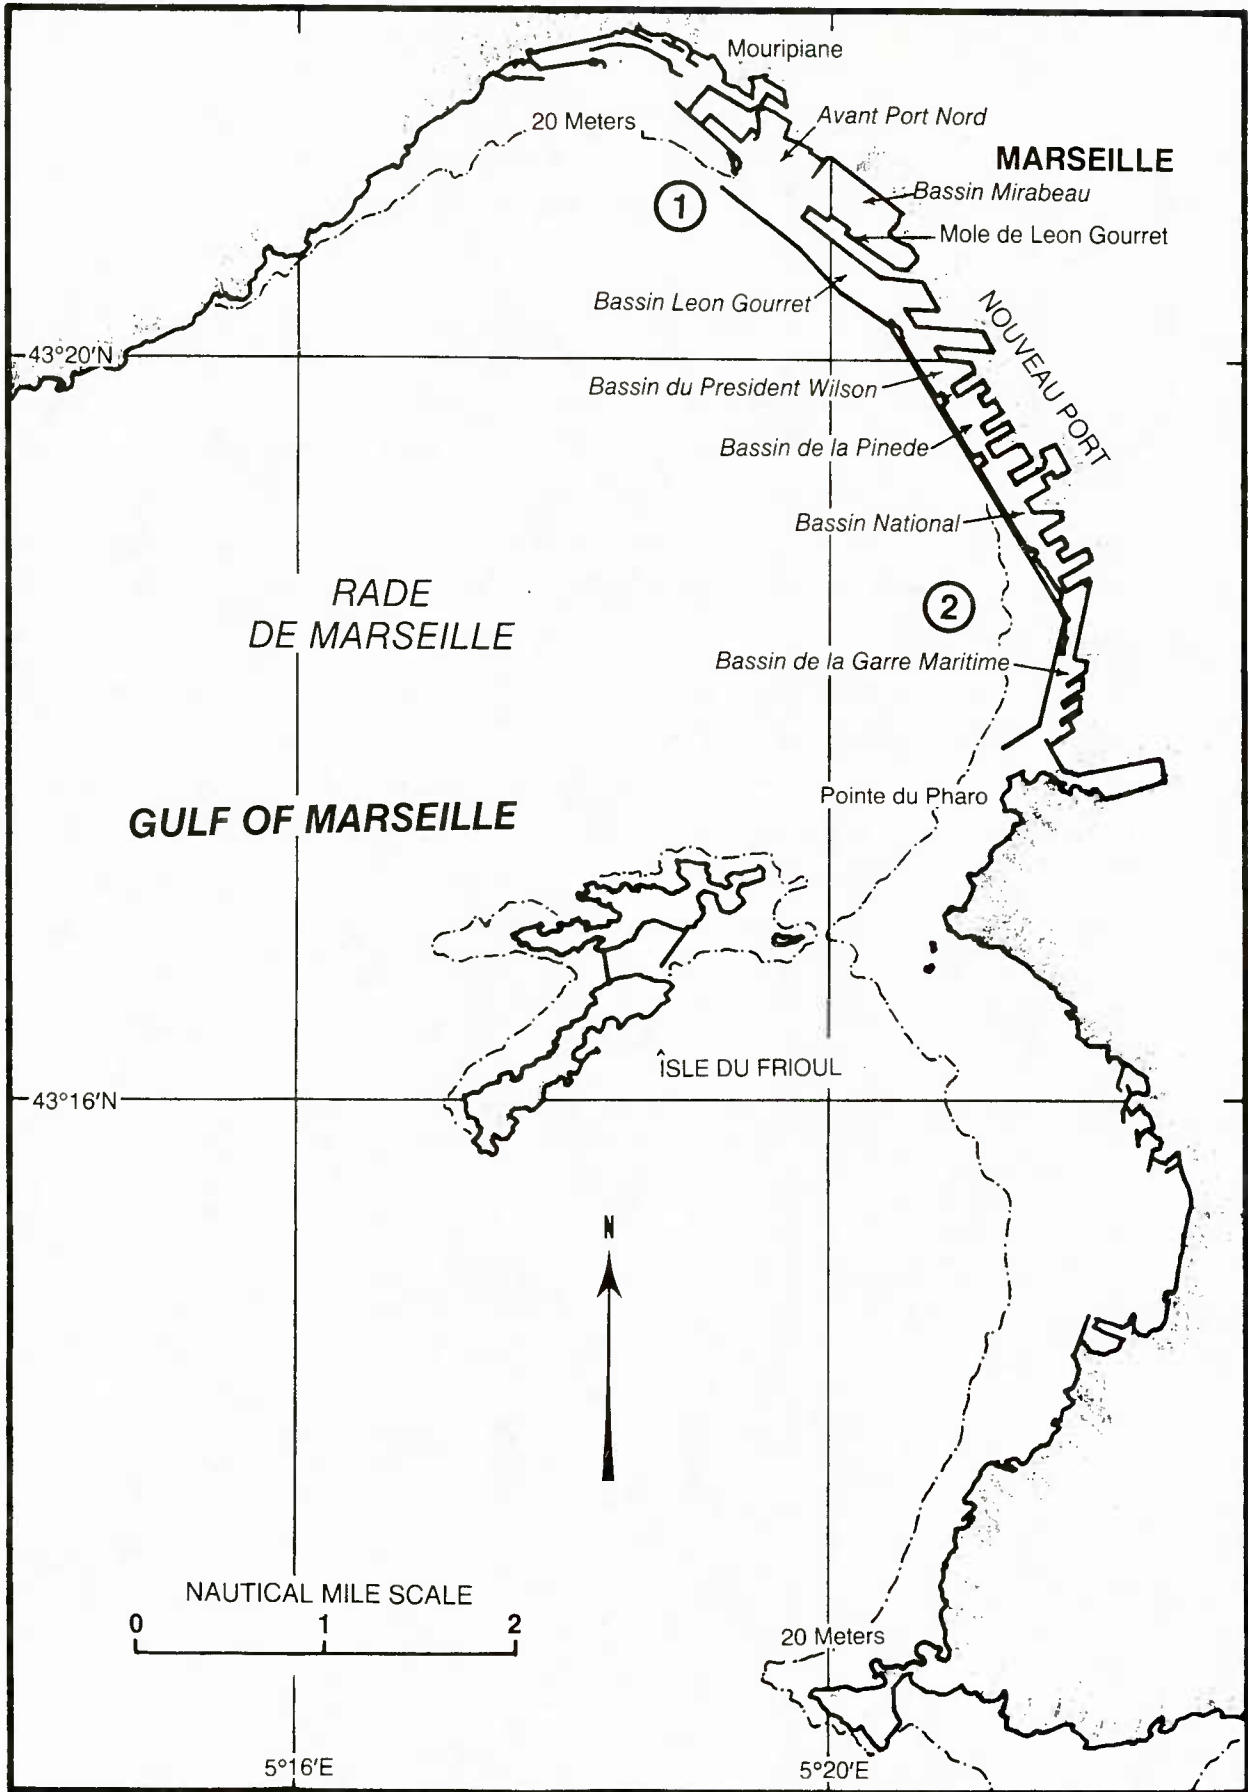 Mouripiane
20 Meters
Avant Port Nord
MARSEILLE
1
Bassin Mirabeau
Mole de Leon Gourret
Bassin Leon Gourret
NOUVEAU PORT
43°20'N
Bassin du President Wilson
Bassin de la Pinede
Bassin National
RADE
DE MARSEILLE
2
Bassin de la Garre Maritime
Pointe du Pharo
GULF OF MARSEILLE
ÎSLE DU FRIOUL
43°16'N
N
NAUTICAL MILE SCALE
0 1 2
20 Meters
5°16'E
5°20'E